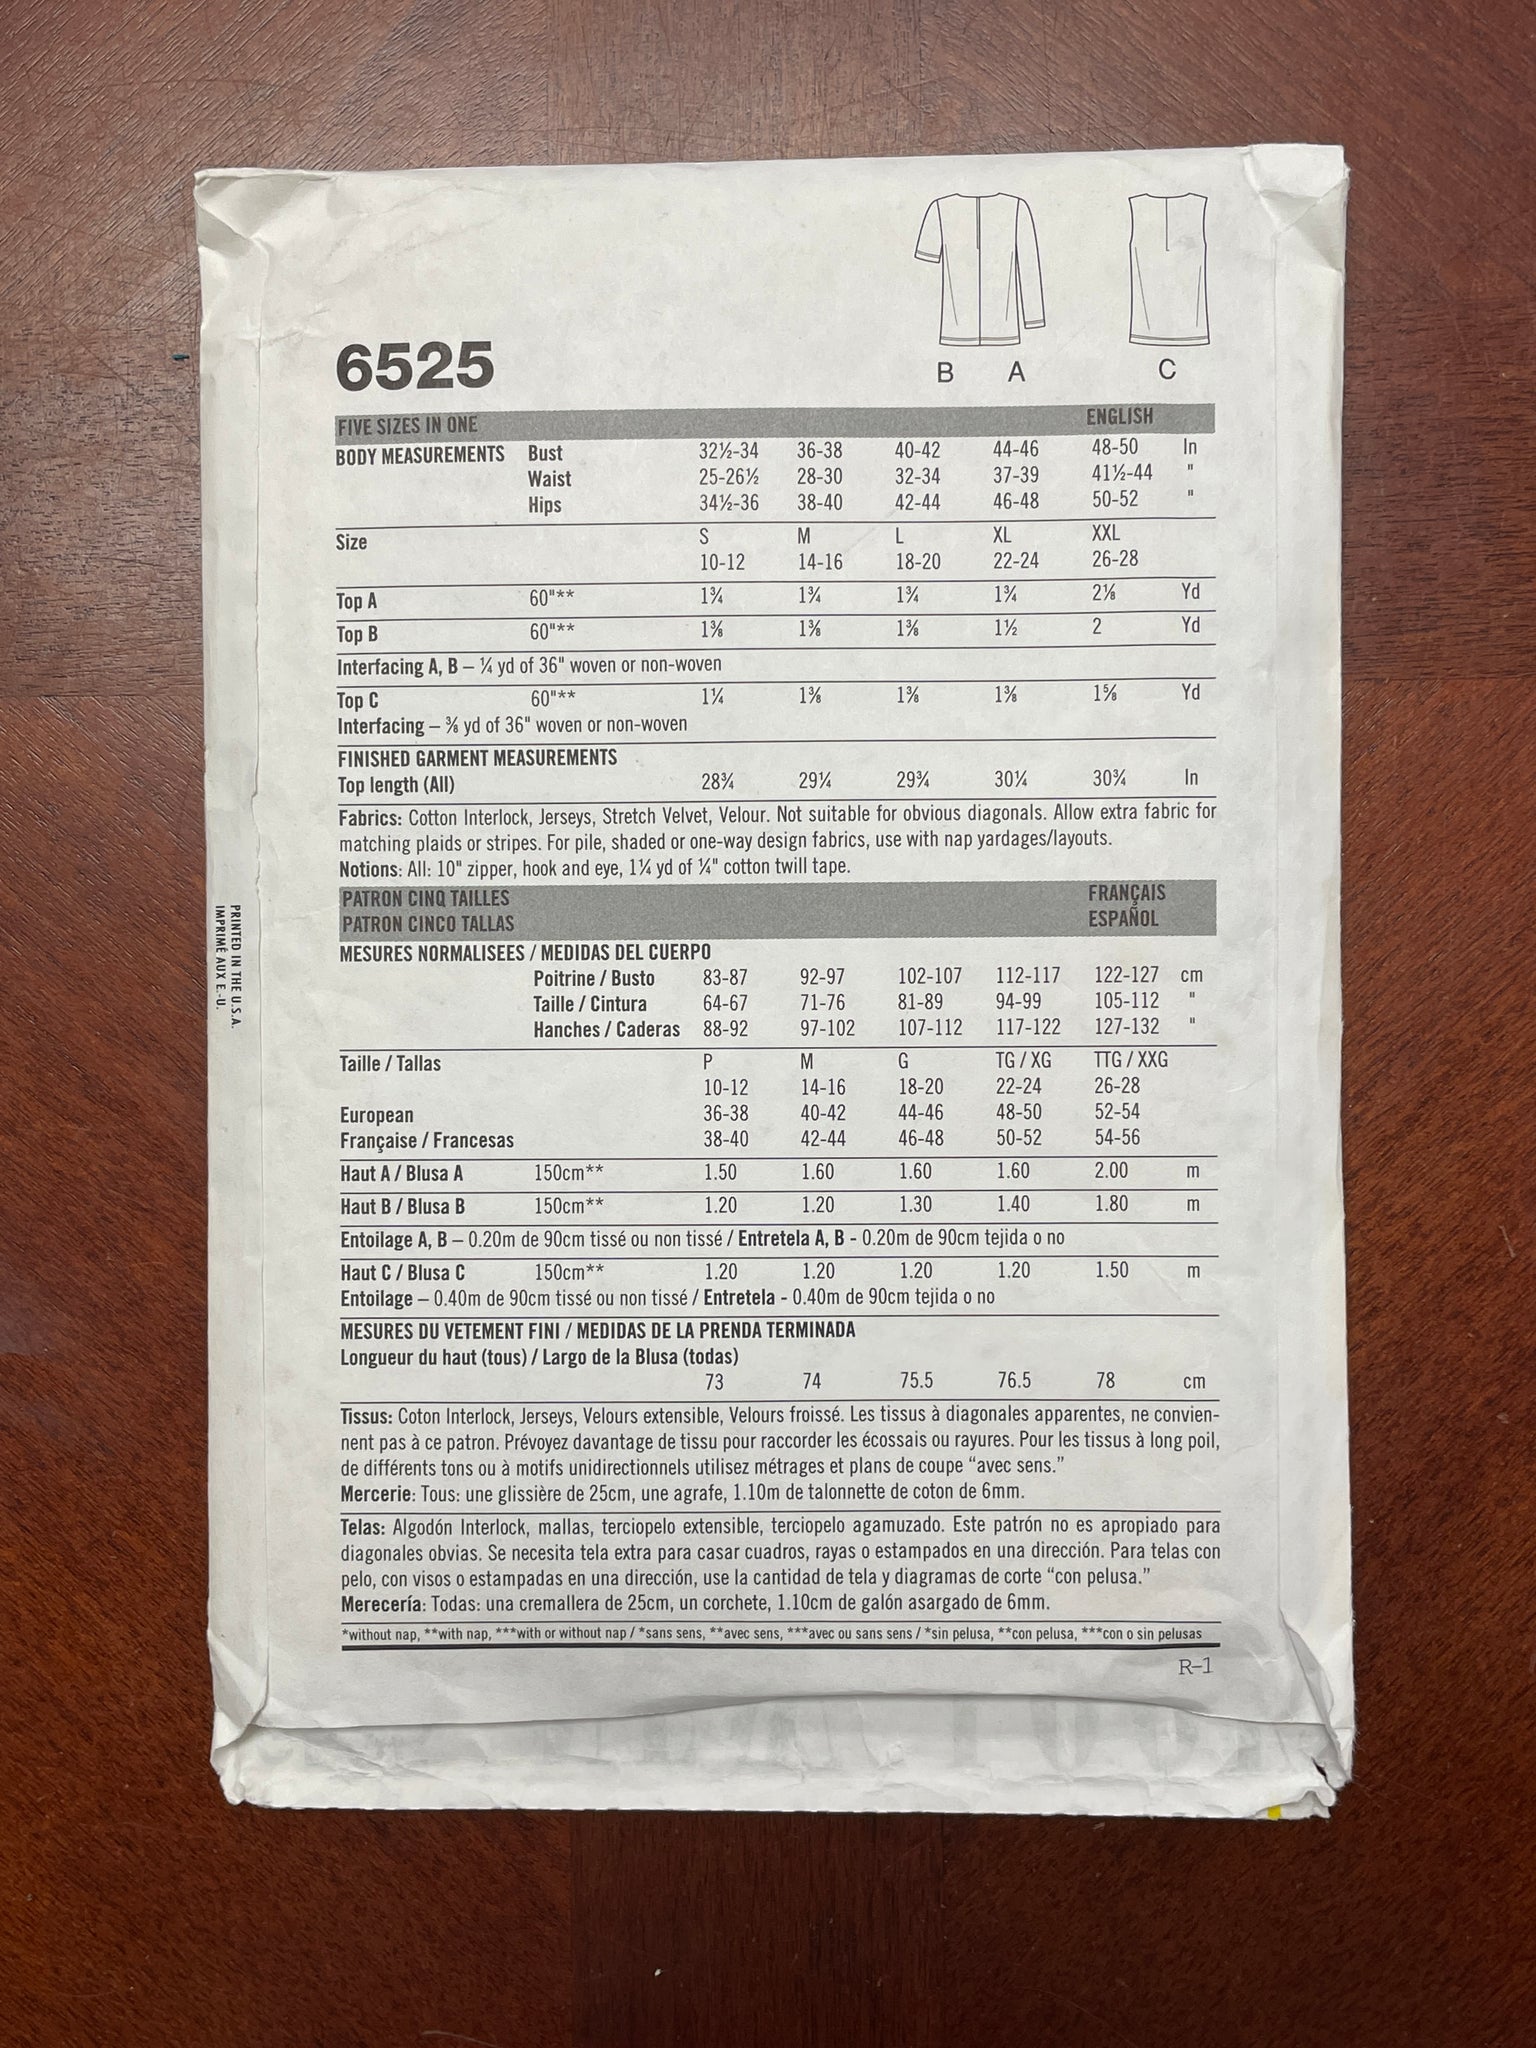 B A C
6525
FIVE SIZES IN ONE ENGLISH
BODY MEASUREMENTS Bust 32½-34 36-38 40-42 44-46 48-50 In
Waist 25-26½ 28-30 32-34 37-39 41½-44 "
Hips 34½-36 38-40 42-44 46-48 50-52 "
Size S M L XL XXL
10-12 14-16 18-20 22-24 26-28
Top A 60"** 1¾ 1¾ 1¾ 1¾ 2⅛ Yd
Top B 60"** 1⅜ 1⅜ 1⅜ 1½ 2 Yd
Interfacing A, B – ¼ yd of 36" woven or non-woven
Top C 60"** 1¼ 1⅜ 1⅜ 1⅜ 1⅝ Yd
Interfacing – ⅜ yd of 36" woven or non-woven
FINISHED GARMENT MEASUREMENTS
Top length (All) 28¾ 29¼ 29¾ 30¼ 30¾ In
Fabrics: Cotton Interlock, Jerseys, Stretch Velvet, Velour. Not suitable for obvious diagonals. Allow extra fabric for
matching plaids or stripes. For pile, shaded or one-way design fabrics, use with nap yardages/layouts.
Notions: All: 10" zipper, hook and eye, 1¼ yd of ¼" cotton twill tape.
PATRON CINQ TAILLES FRANÇAIS
PATRON CINCO TALLAS ESPAÑOL
MESURES NORMALISEES / MEDIDAS DEL CUERPO
Poitrine / Busto 83-87 92-97 102-107 112-117 122-127 cm
Taille / Cintura 64-67 71-76 81-89 94-99 105-112 "
Hanches / Caderas 88-92 97-102 107-112 117-122 127-132 "
Taille / Tallas P M G TG / XG TTG / XXG
10-12 14-16 18-20 22-24 26-28
European 36-38 40-42 44-46 48-50 52-54
Française / Francesas 38-40 42-44 46-48 50-52 54-56
Haut A / Blusa A 150cm** 1.50 1.60 1.60 1.60 2.00 m
Haut B / Blusa B 150cm** 1.20 1.20 1.30 1.40 1.80 m
Entoilage A, B – 0.20m de 90cm tissé ou non tissé / Entretela A, B - 0.20m de 90cm tejida o no
Haut C / Blusa C 150cm** 1.20 1.20 1.20 1.20 1.50 m
Entoilage – 0.40m de 90cm tissé ou non tissé / Entretela - 0.40m de 90cm tejida o no
MESURES DU VETEMENT FINI / MEDIDAS DE LA PRENDA TERMINADA
Longueur du haut (tous) / Largo de la Blusa (todas)
73 74 75.5 76.5 78 cm
Tissus: Coton Interlock, Jerseys, Velours extensible, Velours froissé. Les tissus à diagonales apparentes, ne convien-
nent pas à ce patron. Prévoyez davantage de tissu pour raccorder les écossais ou rayures. Pour les tissus à long poil,
de différents tons ou à motifs unidirectionnels utilisez métrages et plans de coupe “avec sens.”
Mercerie: Tous: une glissière de 25cm, une agrafe, 1.10m de talonnette de coton de 6mm.
Telas: Algodón Interlock, mallas, terciopelo extensible, terciopelo agamuzado. Este patrón no es apropiado para
diagonales obvias. Se necesita tela extra para casar cuadros, rayas o estampados en una dirección. Para telas con
pelo, con visos o estampadas en una dirección, use la cantidad de tela y diagramas de corte “con pelusa.”
Merecería: Todas: una cremallera de 25cm, un corchete, 1.10cm de galón asargado de 6mm.
*without nap, **with nap, ***with or without nap / *sans sens, **avec sens, ***avec ou sans sens / *sin pelusa, **con pelusa, ***con o sin pelusas
R-1
PRINTED IN THE U.S.A.
IMPRIMÉ AUX E.-U.